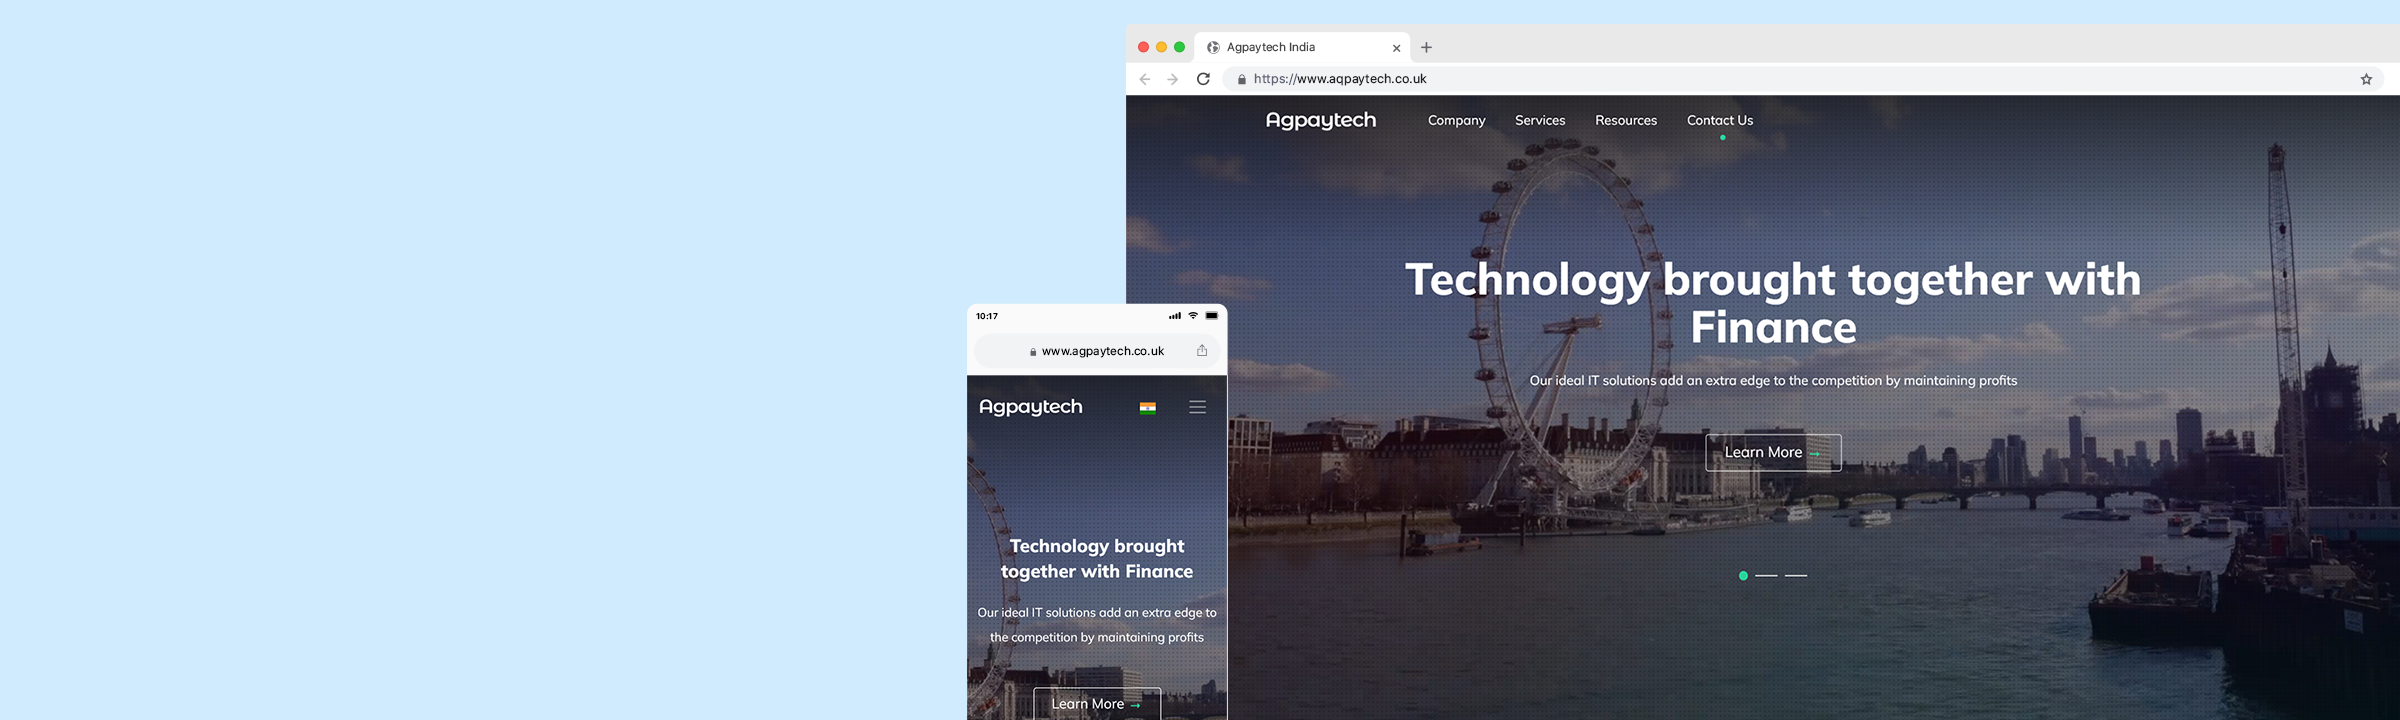 Agpaytech India
https://www.aqpaytech.co.uk
Agpaytech Company Services Resources Contact Us
Technology brought together with
Finance
Our ideal IT solutions add an extra edge to the competition by maintaining profits
Learn More →
10:17
www.agpaytech.co.uk
Agpaytech
Technology brought
together with Finance
Our ideal IT solutions add an extra edge to
the competition by maintaining profits
Learn More →